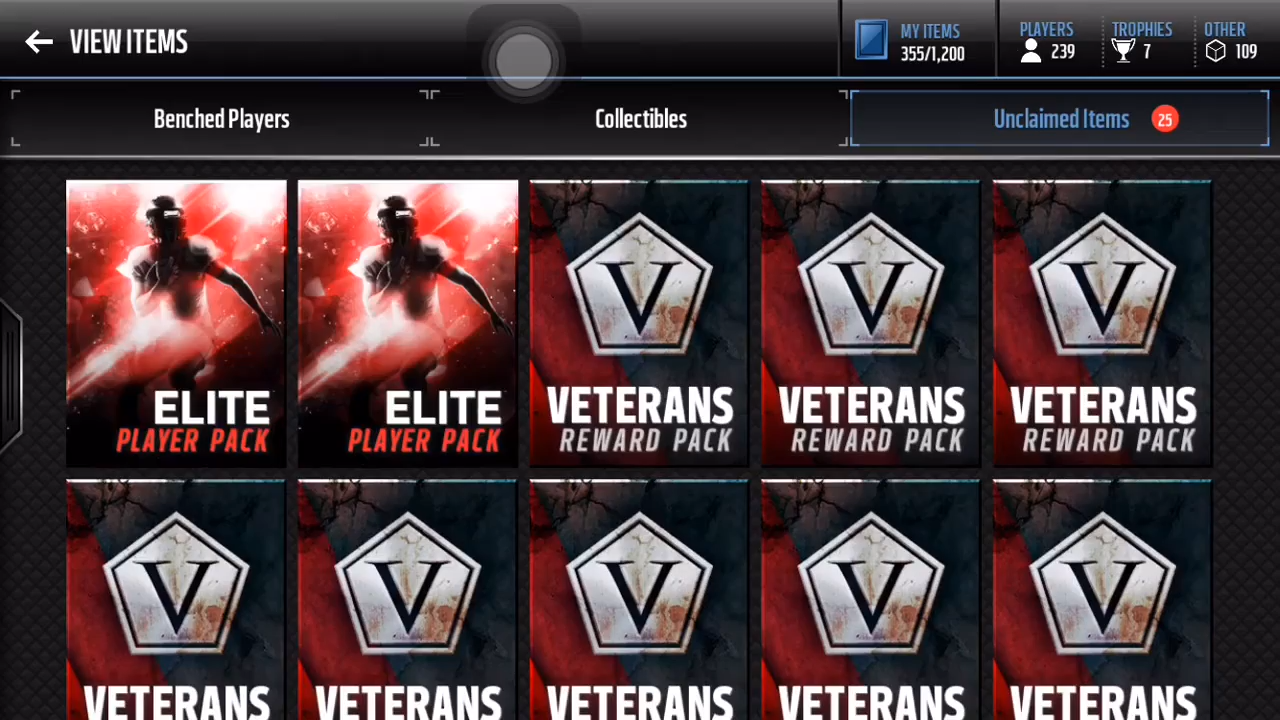 VIEW ITEMS
MY ITEMS
355/1,200
PLAYERS
239
TROPHIES
7
OTHER
109
Benched Players
Collectibles
Unclaimed Items 25
ELITE
PLAYER PACK
ELITE
PLAYER PACK
V
VETERANS
REWARD PACK
V
VETERANS
REWARD PACK
V
VETERANS
REWARD PACK
V
VETERANS
V
VETERANS
V
VETERANS
V
VETERANS
V
VETERANS